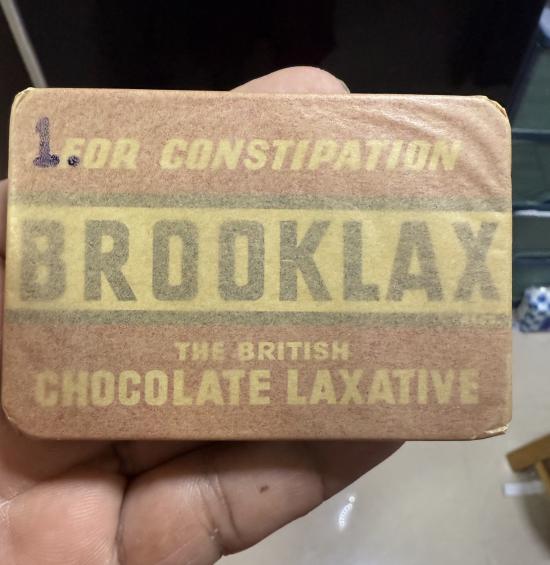 1. FOR CONSTIPATION
BROOKLAX
THE BRITISH
CHOCOLATE LAXATIVE